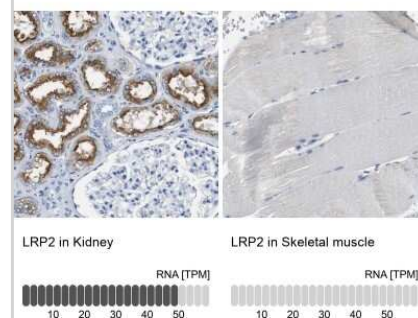 LRP2 in Kidney
LRP2 in Skeletal muscle
RNA [TPM]
RNA [TPM]
10 20 30 40 50
10 20 30 40 50